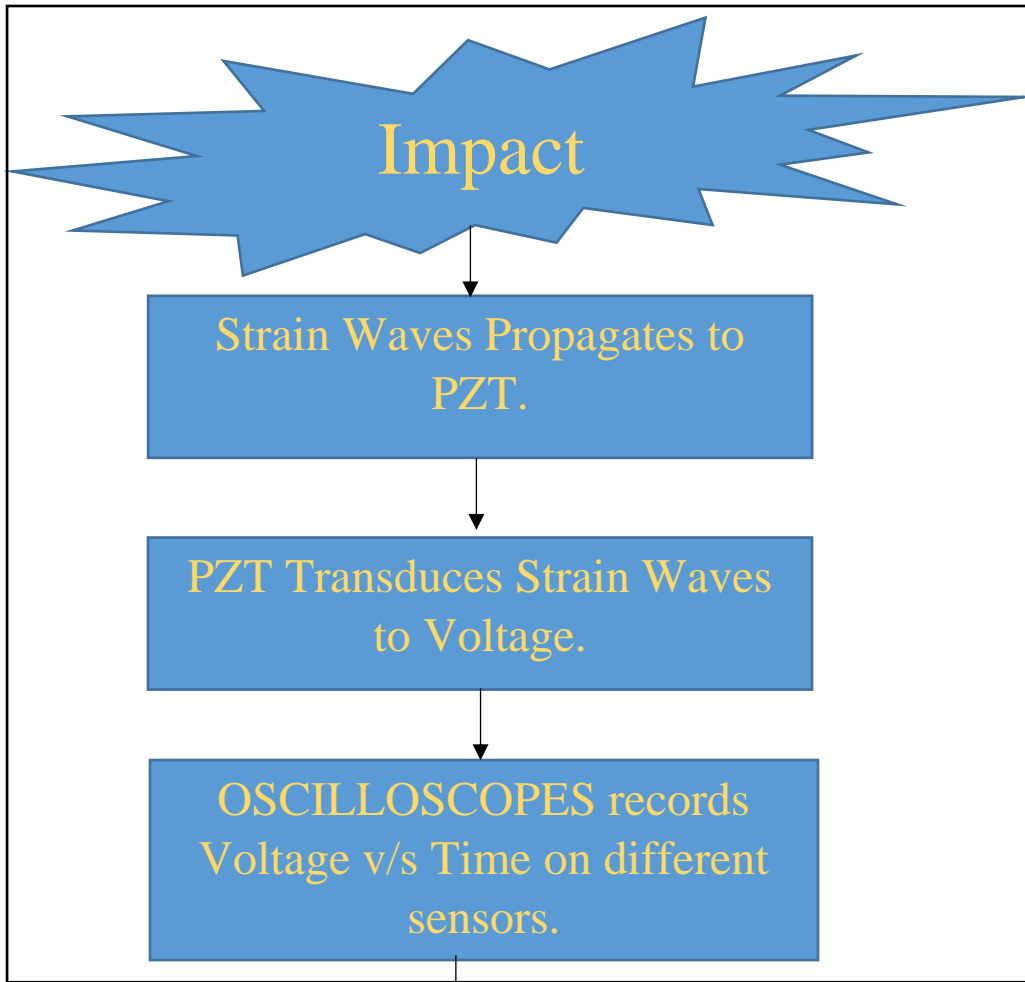 Impact
Strain Waves Propagates to
PZT.
PZT Transduces Strain Waves
to Voltage.
OSCILLOSCOPES records
Voltage v/s Time on different
sensors.